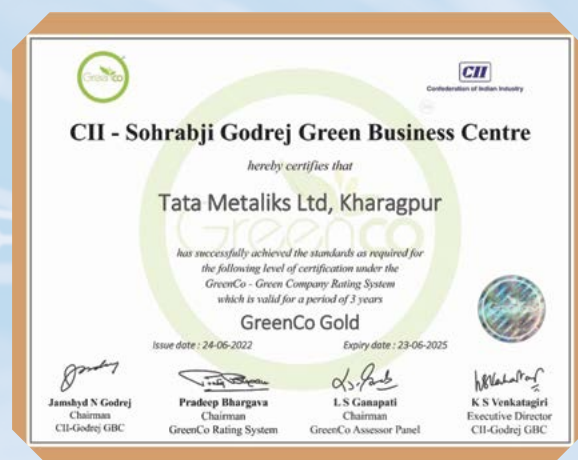 Greenco
CII
Confederation of Indian Industry
CII - Sohrabji Godrej Green Business Centre
hereby certifies that
Tata Metaliks Ltd, Kharagpur
Greenco
has successfully achieved the standards as required for
the following level of certification under the
GreenCo - Green Company Rating System
which is valid for a period of 3 years
GreenCo Gold
Issue date : 24-06-2022 Expiry date : 23-06-2025
Jamshyd N Godrej Pradeep Bhargava L S Ganapati K S Venkatagiri
Chairman Chairman Chairman Executive Director
CII-Godrej GBC GreenCo Rating System GreenCo Assessor Panel CII-Godrej GBC